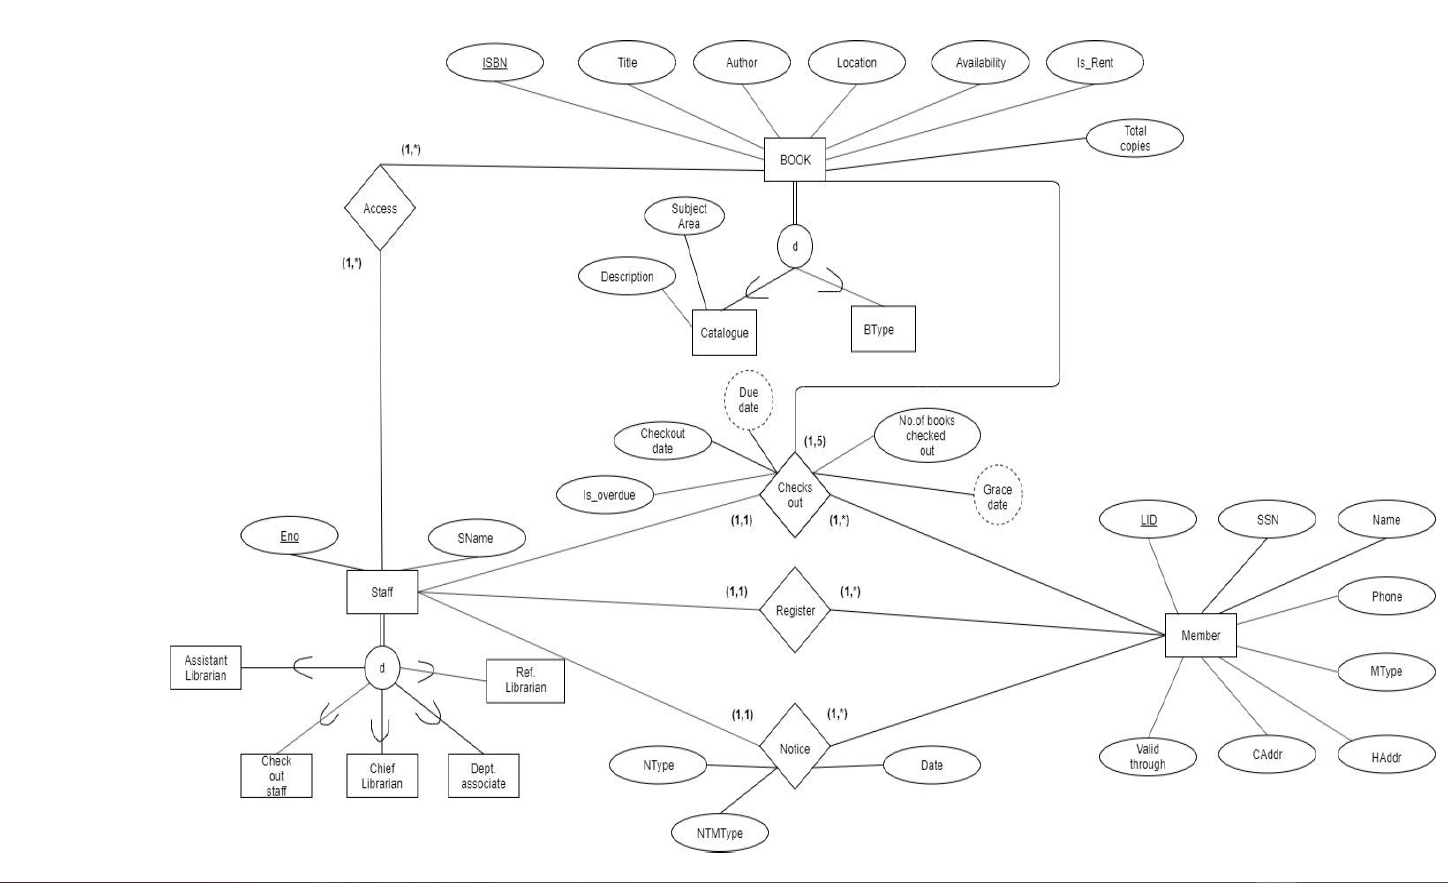 ISBN
Title
Author
Location
Availability
Is_Rent
Total
copies
(1,*)
BOOK
Access
Subject
Area
d
(1,*)
Description
Catalogue
BType
Due
date
No.of books
checked
out
Checkout
date
(1,5)
Is_overdue
Checks
out
Grace
date
(1,1)
(1,*)
LID
SSN
Name
Eno
SName
Staff
(1,1)
(1,*)
Register
Phone
Member
Assistant
Librarian
d
Ref.
Librarian
MType
(1,1)
(1,*)
Notice
NType
Date
Valid
through
CAddr
HAddr
Check
out
staff
Chief
Librarian
Dept.
associate
NTMType